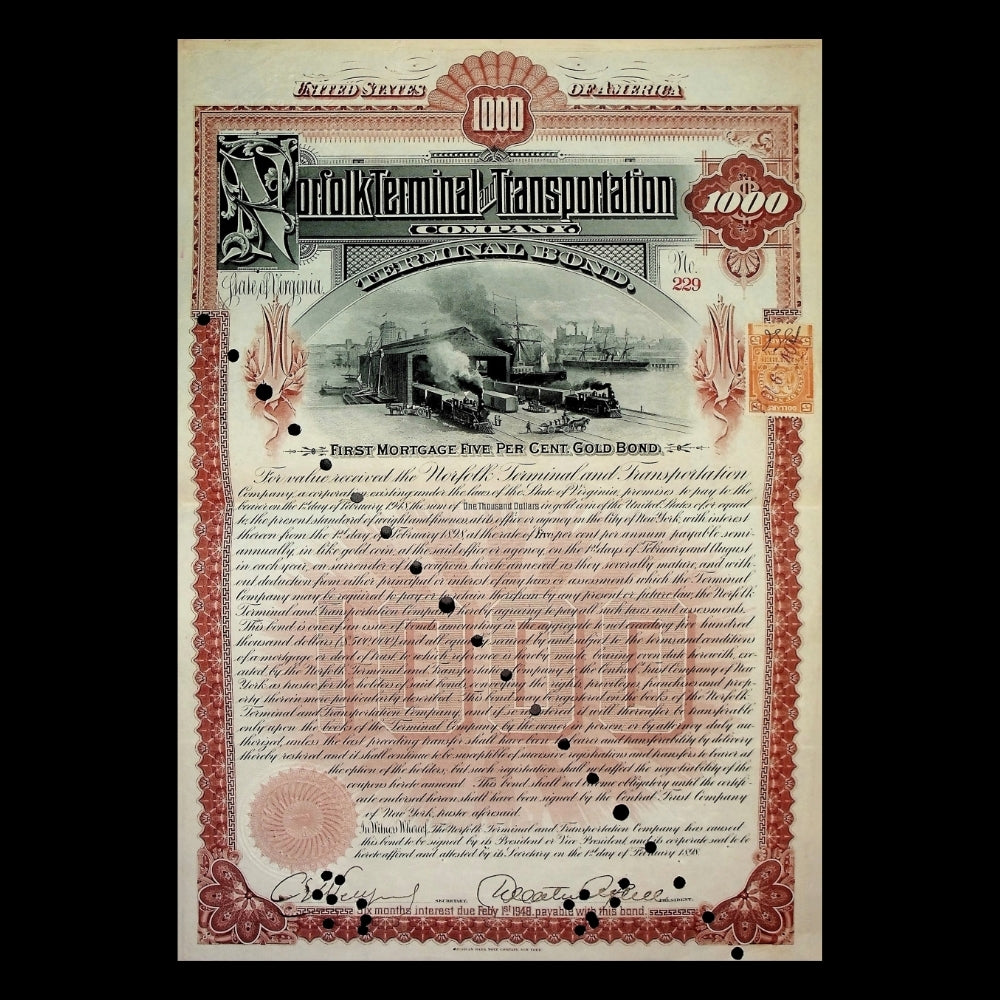 UNITED STATES OF AMERICA
1000
Norfolk Terminal and Transportation
COMPANY.
1000
TERMINAL BOND.
State of Virginia.
No.
229
FIRST MORTGAGE FIVE PER CENT. GOLD BOND.
For value received the Norfolk Terminal and Transportation
Company, a corporation existing under the laws of the State of Virginia, promises to pay to the
bearer on the 1st day of February 1948, the sum of One Thousand Dollars in gold coin of the United States of or equal
to the present standard of weight and fineness at its office or agency in the City of New York, with interest
thereon from the 1st day of February 1898, at the rate of five per cent per annum, payable semi-
annually, in like gold coin, at the said office or agency, on the 1st days of February and August
in each year, on surrender of the coupons hereto annexed as they severally mature, and with-
out deduction from either principal or interest of any taxes or assessments which the Terminal
Company may be required to pay or to retain therefrom by any present or future law, the Norfolk
Terminal and Transportation Company hereby agreeing to pay all such taxes and assessments.
This bond is one of an issue of bonds amounting in the aggregate to not exceeding five hundred
thousand dollars ($500,000) and all equally secured by and subject to the terms and conditions
of a mortgage or deed of trust to which reference is hereby made, bearing even date herewith, exe-
cuted by the Norfolk Terminal and Transportation Company to the Central Trust Company of New
York, as trustee for the holders of said bonds, conveying the rights, privileges, franchises and prop-
erty therein more particularly described. This bond may be registered on the books of the Norfolk
Terminal and Transportation Company and upon being so registered it will thereafter be transferable
only upon the books of the Terminal Company by the owner in person or by attorney duly au-
thorized, unless the last preceding transfer shall have been to bearer and transferability by delivery
thereby restored and it shall continue to be susceptible of successive registrations and transfers to bearer at
the option of the holders, but such registration shall not affect the negotiability of the
coupons hereto annexed. This bond shall not become obligatory until the certifi-
cate endorsed hereon shall have been signed by the Central Trust Company
of New York, trustee aforesaid.
In Witness Whereof, The Norfolk Terminal and Transportation Company has caused
this bond to be signed by its President or Vice President, and its corporate seal to be
hereto affixed and attested by its Secretary on the 1st day of February 1898.
SECRETARY.
PRESIDENT.
Six months interest due Feby 1st 1948, payable with this bond.
AMERICAN BANK NOTE COMPANY, NEW YORK.